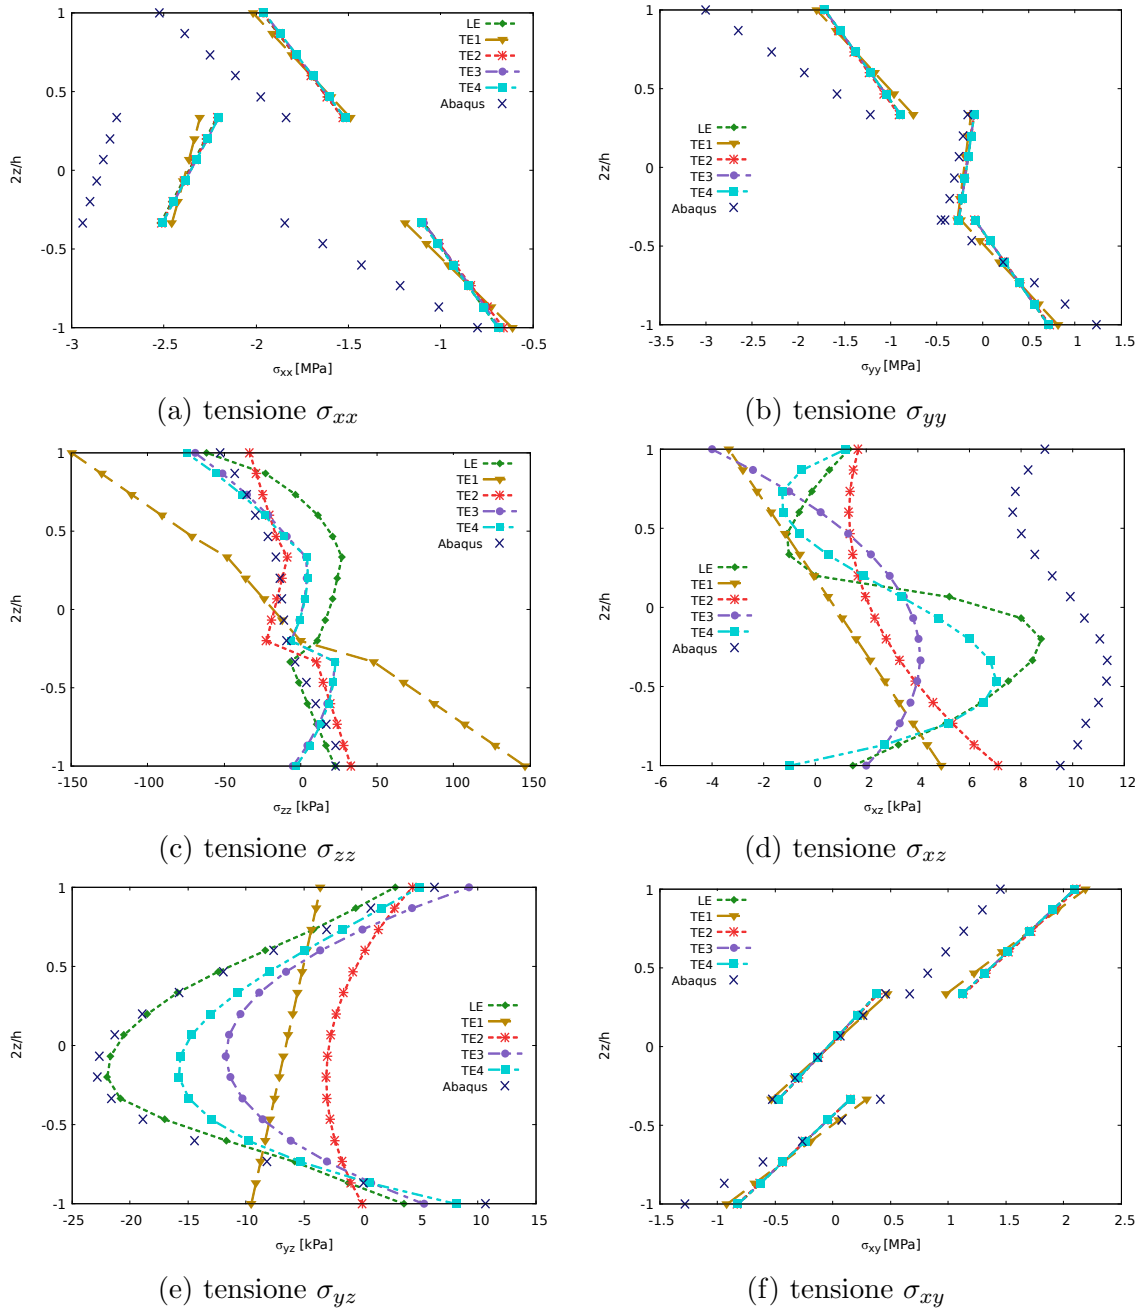 1
0.5
0
-0.5
-1
2z/h
-3
-2.5
-2
-1.5
-1
-0.5
σxx [MPa]
LE
TE1
TE2
TE3
TE4
Abaqus
(a) tensione σxx
1
0.5
0
-0.5
-1
2z/h
-3.5
-3
-2.5
-2
-1.5
-1
-0.5
0
0.5
1
1.5
σyy [MPa]
LE
TE1
TE2
TE3
TE4
Abaqus
(b) tensione σyy
1
0.5
0
-0.5
-1
2z/h
-150
-100
-50
0
50
100
150
σzz [kPa]
LE
TE1
TE2
TE3
TE4
Abaqus
(c) tensione σzz
1
0.5
0
-0.5
-1
2z/h
-4
-2
0
2
4
6
8
10
12
σxz [kPa]
LE
TE1
TE2
TE3
TE4
Abaqus
(d) tensione σxz
1
0.5
0
-0.5
-1
2z/h
-25
-20
-15
-10
-5
0
5
10
15
σyz [kPa]
LE
TE1
TE2
TE3
TE4
Abaqus
(e) tensione σyz
1
0.5
0
-0.5
-1
2z/h
-1.5
-1
-0.5
0
0.5
1
1.5
2
2.5
σxy [MPa]
LE
TE1
TE2
TE3
TE4
Abaqus
(f) tensione σxy